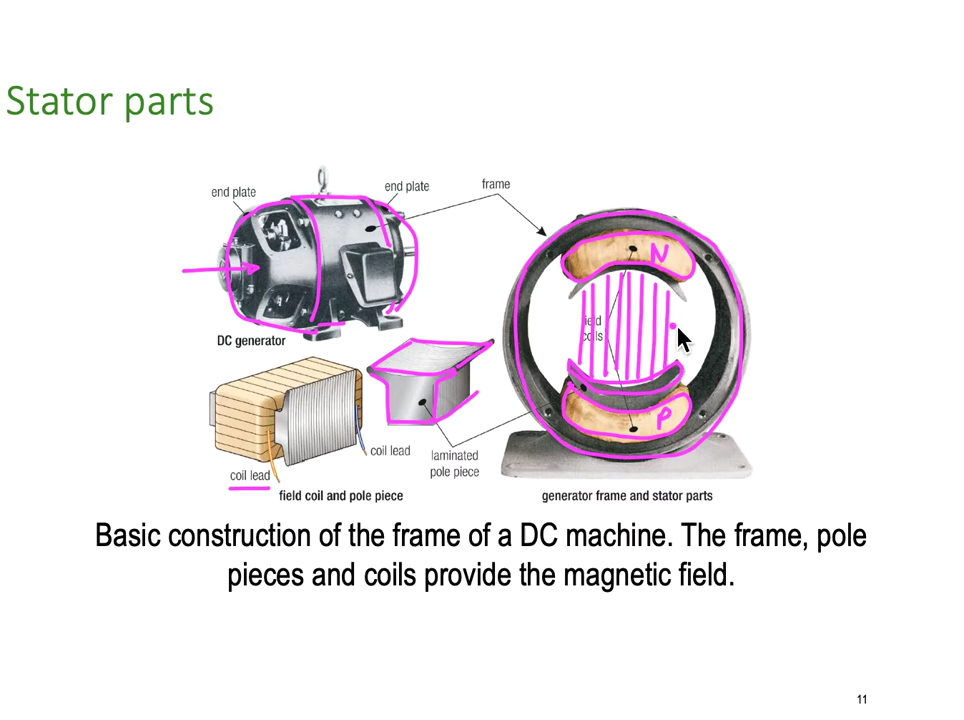 Stator parts
end plate
end plate
frame
N
field
coils
DC generator
P
coil lead
coil lead
laminated
pole piece
field coil and pole piece
generator frame and stator parts
Basic construction of the frame of a DC machine. The frame, pole
pieces and coils provide the magnetic field.
11